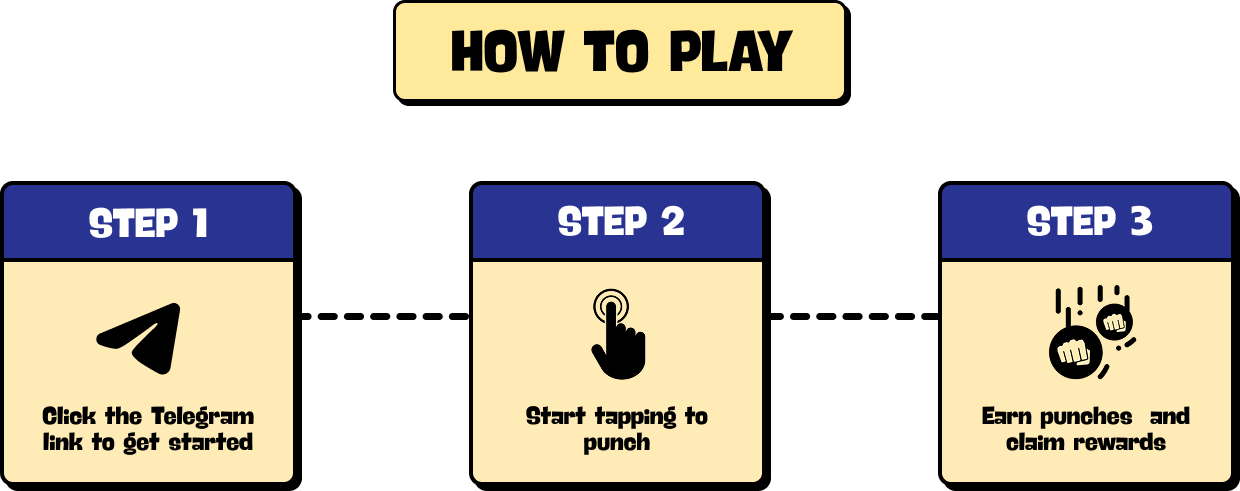 HOW TO PLAY
STEP 1
Click the Telegram
link to get started
STEP 2
Start tapping to
punch
STEP 3
Earn punches  and
claim rewards